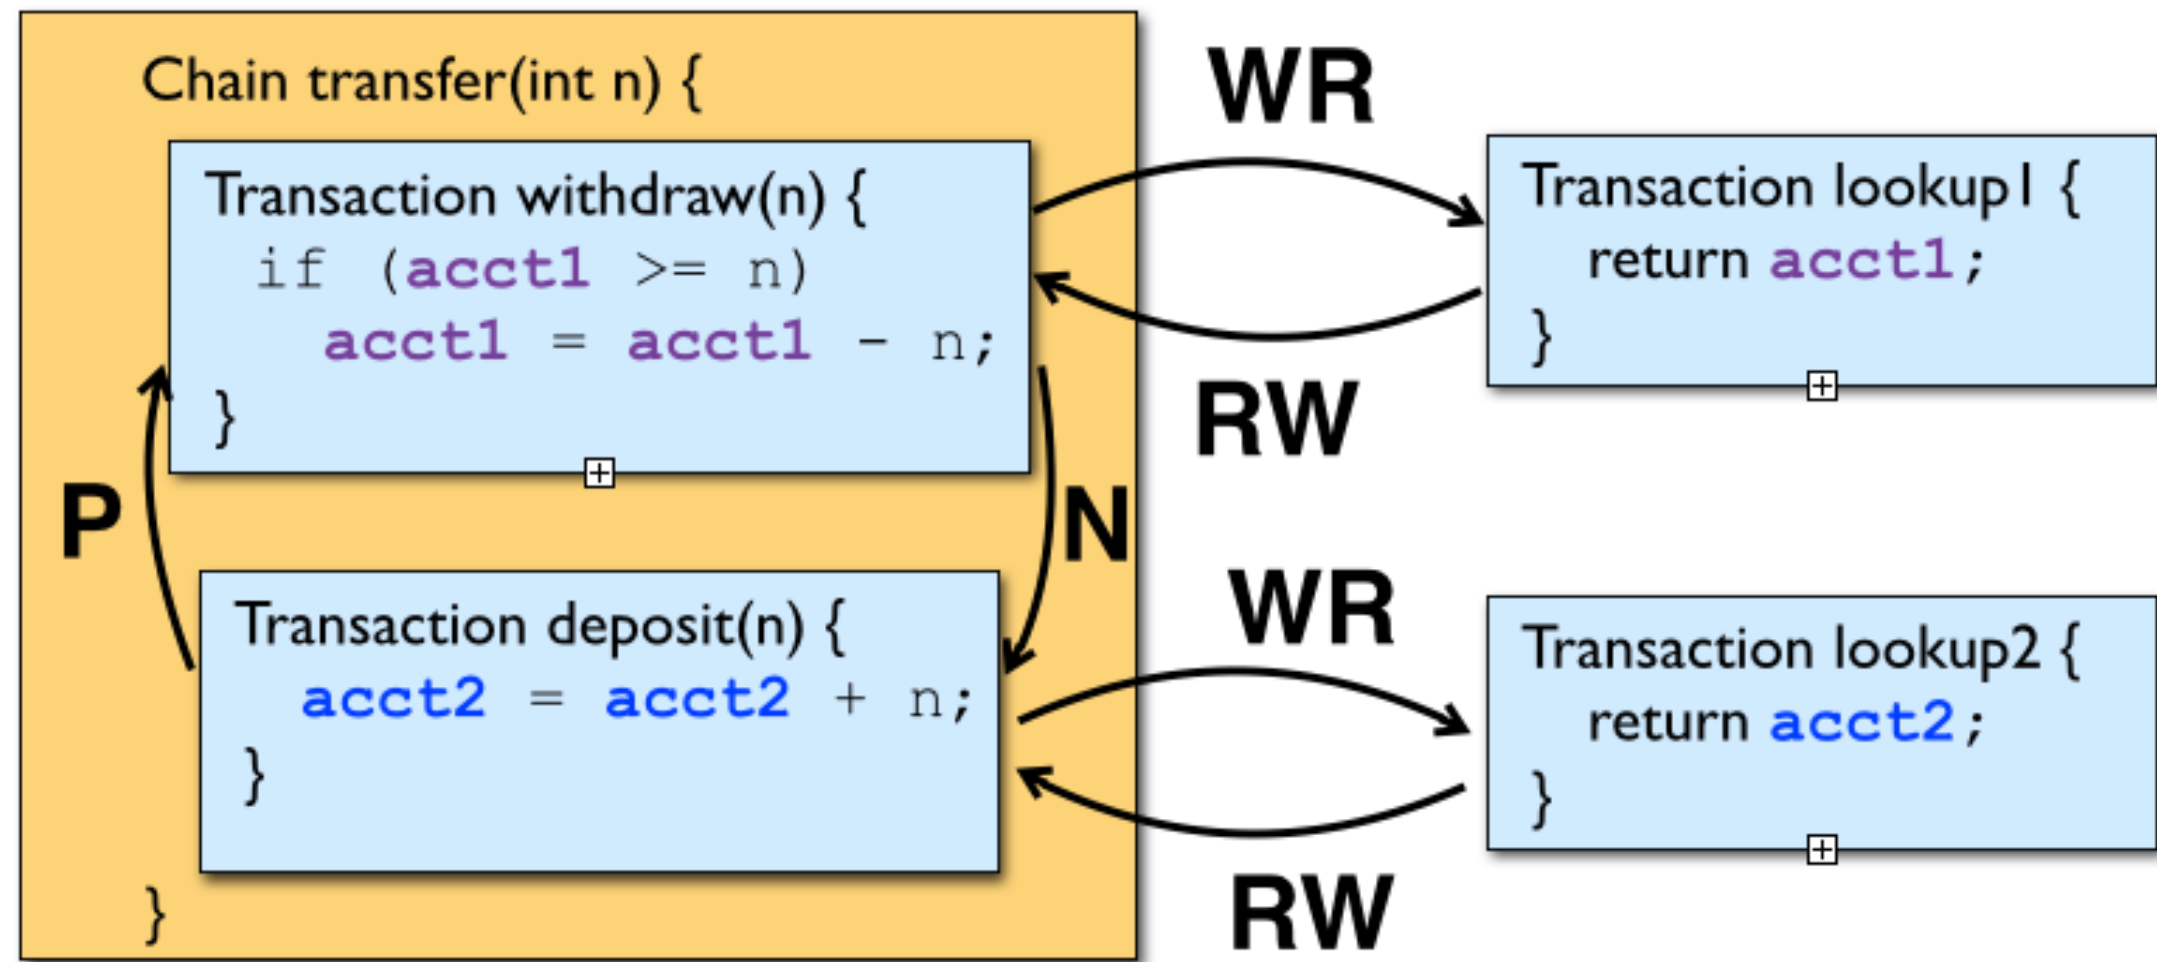 Chain transfer(int n) {
Transaction withdraw(n) {
if (acct1 >= n)
acct1 = acct1 - n;
}
P
N
Transaction deposit(n) {
acct2 = acct2 + n;
}
}
WR
RW
Transaction lookup1 {
return acct1;
}
WR
RW
Transaction lookup2 {
return acct2;
}